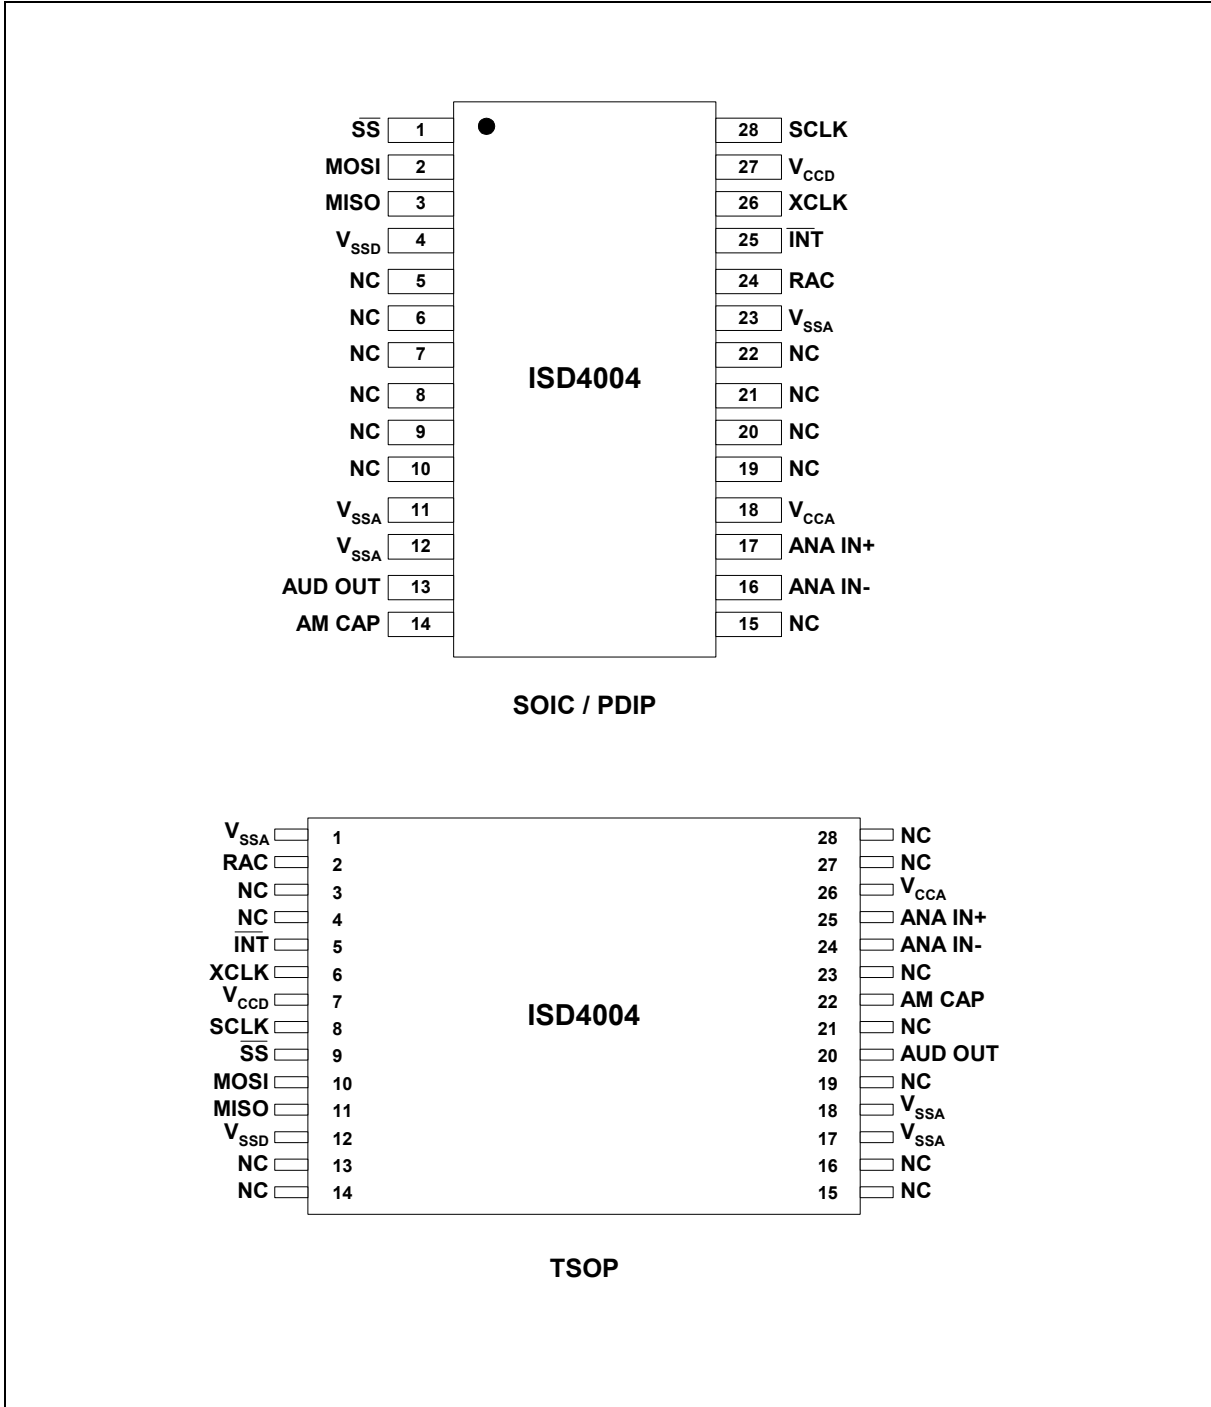 SS 1 28 SCLK
MOSI 2 27 VCCD
MISO 3 26 XCLK
VSSD 4 25 INT
NC 5 24 RAC
NC 6 23 VSSA
NC 7 22 NC
ISD4004
NC 8 21 NC
NC 9 20 NC
NC 10 19 NC
VSSA 11 18 VCCA
VSSA 12 17 ANA IN+
AUD OUT 13 16 ANA IN-
AM CAP 14 15 NC
SOIC / PDIP
VSSA 1 28 NC
RAC 2 27 NC
NC 3 26 VCCA
NC 4 25 ANA IN+
INT 5 24 ANA IN-
XCLK 6 23 NC
VCCD 7 22 AM CAP
ISD4004
SCLK 8 21 NC
SS 9 20 AUD OUT
MOSI 10 19 NC
MISO 11 18 VSSA
VSSD 12 17 VSSA
NC 13 16 NC
NC 14 15 NC
TSOP